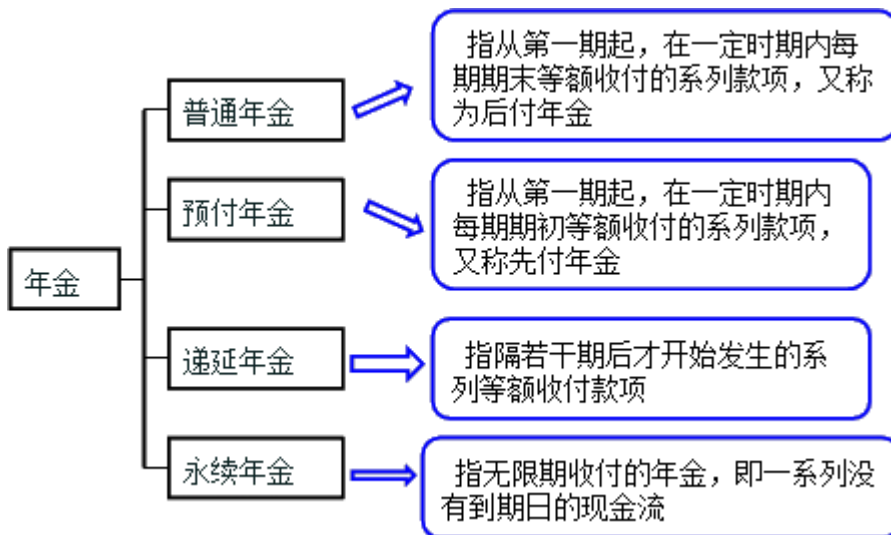 年金
普通年金
指从第一期起，在一定时期内每
期期末等额收付的系列款项，又称
为后付年金
预付年金
指从第一期起，在一定时期内
每期期初等额收付的系列款项，
又称先付年金
递延年金
指隔若干期后才开始发生的系
列等额收付款项
永续年金
指无限期收付的年金，即一系列没
有到期日的现金流